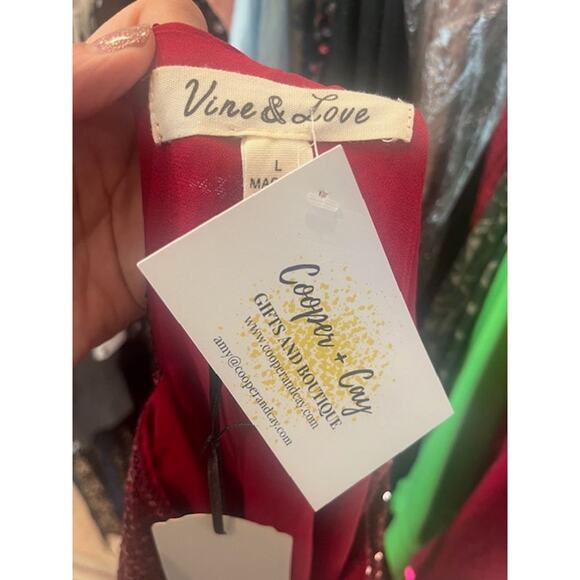 Vine & Love
L
Cooper + Cay
GIFTS AND BOUTIQUE
www.cooperandcay.com
amy@cooperandcay.com